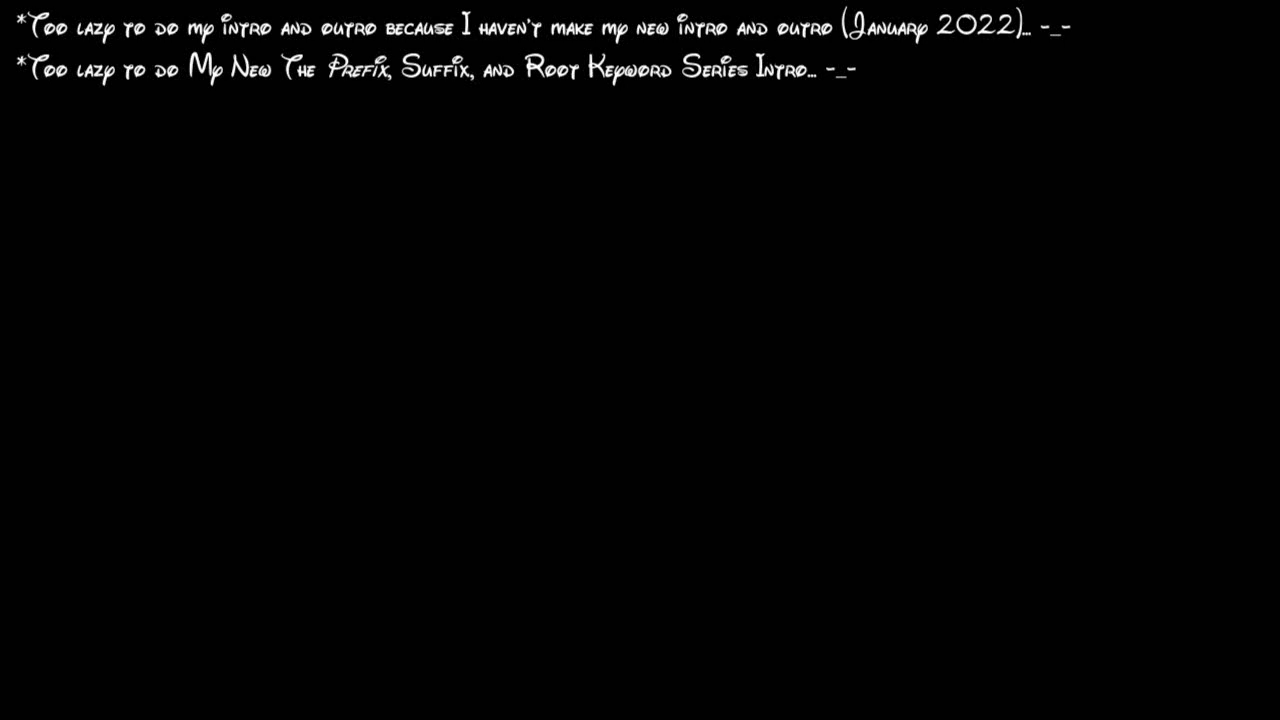 *Too lazy to do my intro and outro because I haven't make my new intro and outro (January 2022)... -_-
*Too lazy to do My New The Prefix, Suffix, and Root Keyword Series Intro... -_-